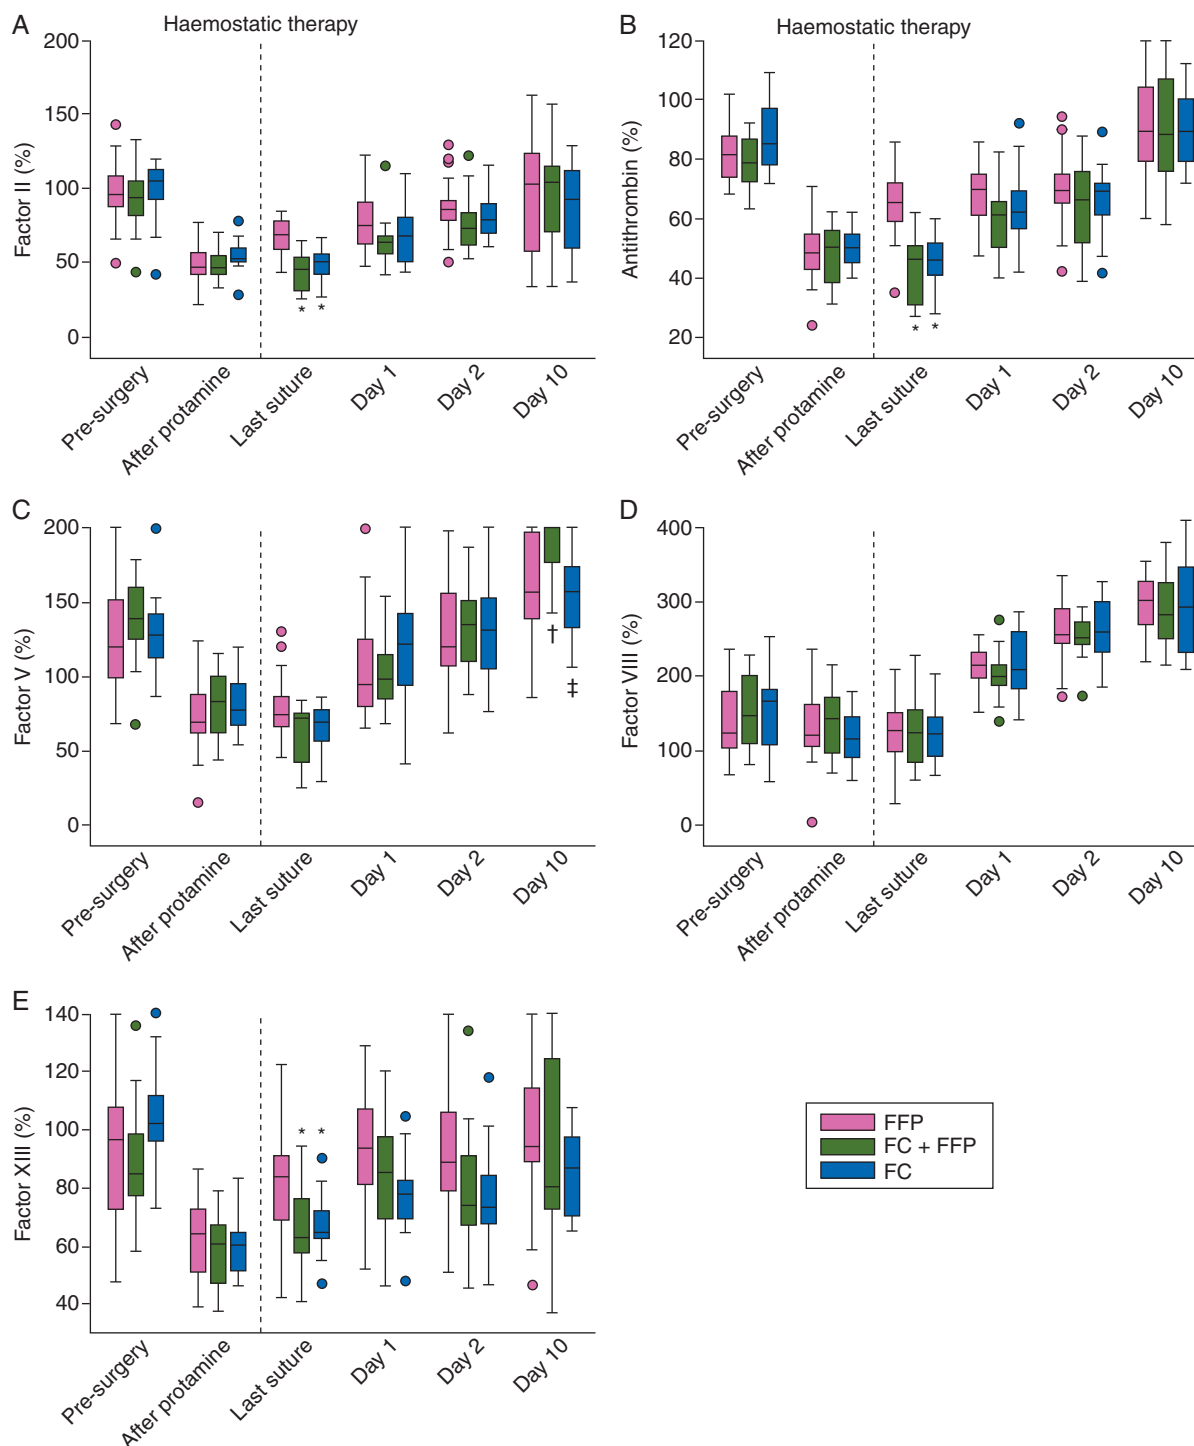 A
Haemostatic therapy
Factor II (%)
200
150
100
50
0
* *
Pre-surgery
After protamine
Last suture
Day 1
Day 2
Day 10
B
Haemostatic therapy
Antithrombin (%)
120
100
80
60
40
20
* *
Pre-surgery
After protamine
Last suture
Day 1
Day 2
Day 10
C
Factor V (%)
200
150
100
50
0
†
‡
Pre-surgery
After protamine
Last suture
Day 1
Day 2
Day 10
D
Factor VIII (%)
400
300
200
100
0
Pre-surgery
After protamine
Last suture
Day 1
Day 2
Day 10
E
Factor XIII (%)
140
120
100
80
60
40
* *
Pre-surgery
After protamine
Last suture
Day 1
Day 2
Day 10
FFP
FC + FFP
FC